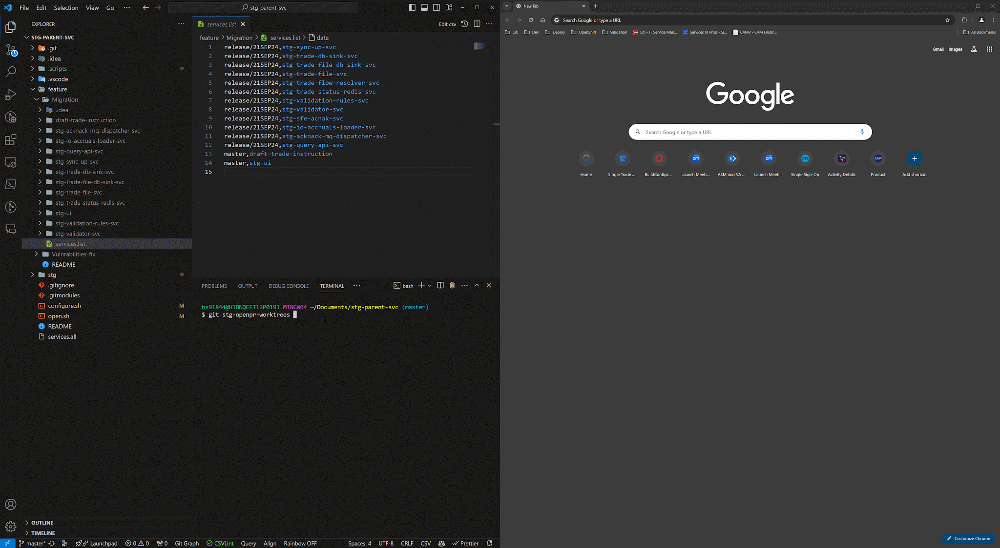 File Edit Selection View Go ··· stg-parent-svc
EXPLORER
STG-PARENT-SVC
.git
.idea
.scripts
.vscode
feature
Migration
.idea
draft-trade-instruction
stg-acknack-mq-dispatcher-svc
stg-io-accruals-loader-svc
stg-query-api-svc
stg-sync-up-svc
stg-trade-db-sink-svc
stg-trade-file-db-sink-svc
stg-trade-file-svc
stg-trade-status-redis-svc
stg-ui
stg-validation-rules-svc
stg-validator-svc
services.list
Vulnrabilities-fix
README
stg
.gitignore
.gitmodules
configure.sh M
open.sh M
README
services.all
OUTLINE
TIMELINE
services.list Edit csv
feature > Migration > services.list > data
1 release/21SEP24,stg-sync-up-svc
2 release/21SEP24,stg-trade-db-sink-svc
3 release/21SEP24,stg-trade-file-db-sink-svc
4 release/21SEP24,stg-trade-file-svc
5 release/21SEP24,stg-trade-flow-resolver-svc
6 release/21SEP24,stg-trade-status-redis-svc
7 release/21SEP24,stg-validation-rules-svc
8 release/21SEP24,stg-validator-svc
9 release/21SEP24,stg-sfe-acnak-svc
10 release/21SEP24,stg-io-accruals-loader-svc
11 release/21SEP24,stg-acknack-mq-dispatcher-svc
12 release/21SEP24,stg-query-api-svc
13 master,draft-trade-instruction
14 master,stg-ui
15
PROBLEMS OUTPUT DEBUG CONSOLE TERMINAL ··· bash
hs91844@H18NQEFI13P0191 MINGW64 ~/Documents/stg-parent-svc (master)
$ git stg-openpr-worktrees
master* Launchpad 0 0 0 Git Graph CSVLint Query Align Rainbow OFF Spaces: 4 UTF-8 CRLF CSV Prettier
New Tab
Search Google or type a URL
Citi Dev Deploy OpenShift Validation Citi - IT Service Man... Services In Prod - Si... CAMP - CVM Findin... All Bookmarks
Gmail Images
Google
Search Google or type a URL
Home Single Trade ... BuildConfigs ... Launch Meeti... ASM and VA ... Launch Meeti... Single Sign-On Activity Details Product Add shortcut
zm S zm PTS CMP
Customize Chrome